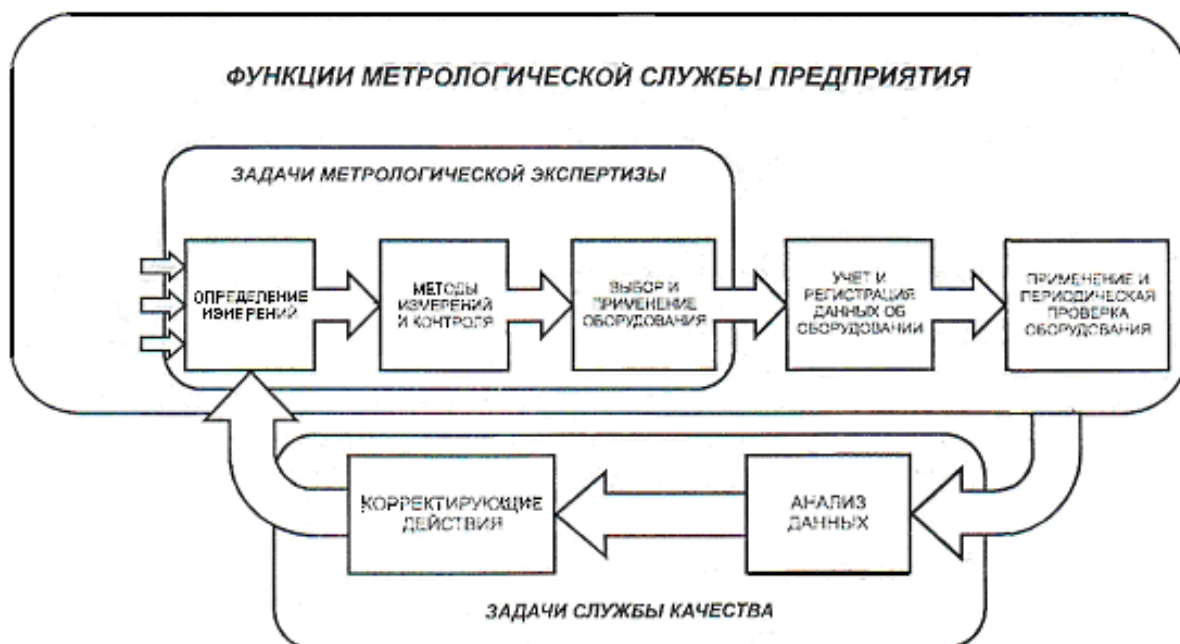 ФУНКЦИИ МЕТРОЛОГИЧЕСКОЙ СЛУЖБЫ ПРЕДПРИЯТИЯ
ЗАДАЧИ МЕТРОЛОГИЧЕСКОЙ ЭКСПЕРТИЗЫ
ОПРЕДЕЛЕНИЕ
ИЗМЕРЕНИЙ
МЕТОДЫ
ИЗМЕРЕНИЙ
И КОНТРОЛЯ
ВЫБОР И
ПРИМЕНЕНИЕ
ОБОРУДОВАНИЯ
УЧЕТ И
РЕГИСТРАЦИЯ
ДАННЫХ ОБ
ОБОРУДОВАНИИ
ПРИМЕНЕНИЕ И
ПЕРИОДИЧЕСКАЯ
ПРОВЕРКА
ОБОРУДОВАНИЯ
КОРРЕКТИРУЮЩИЕ
ДЕЙСТВИЯ
АНАЛИЗ
ДАННЫХ
ЗАДАЧИ СЛУЖБЫ КАЧЕСТВА